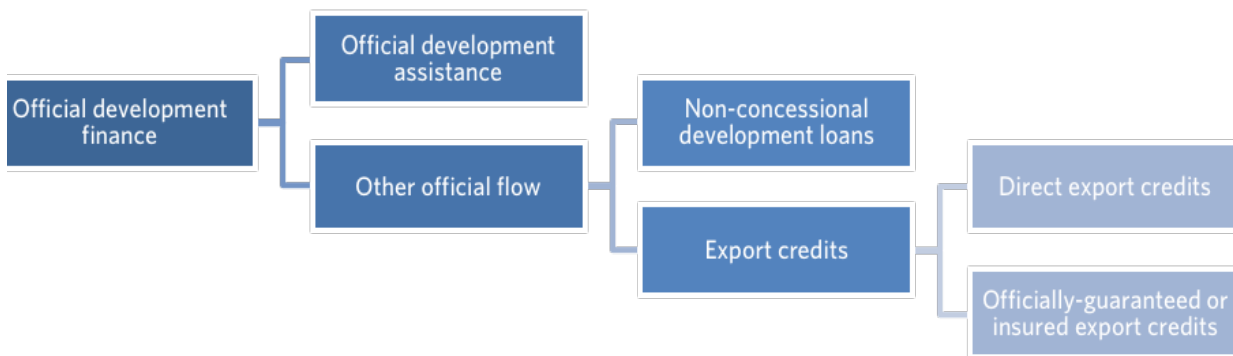 Official development
finance
Official development
assistance
Other official flow
Non-concessional
development loans
Export credits
Direct export credits
Officially-guaranteed or
insured export credits